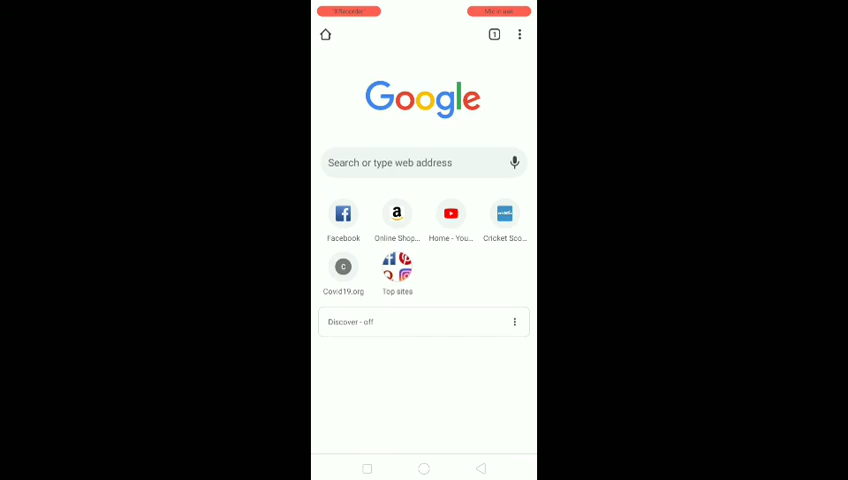 1
Google
Search or type web address
Facebook
Online Shop...
Home - You...
Cricket Sco...
C
Covid19.org
Top sites
Discover - off